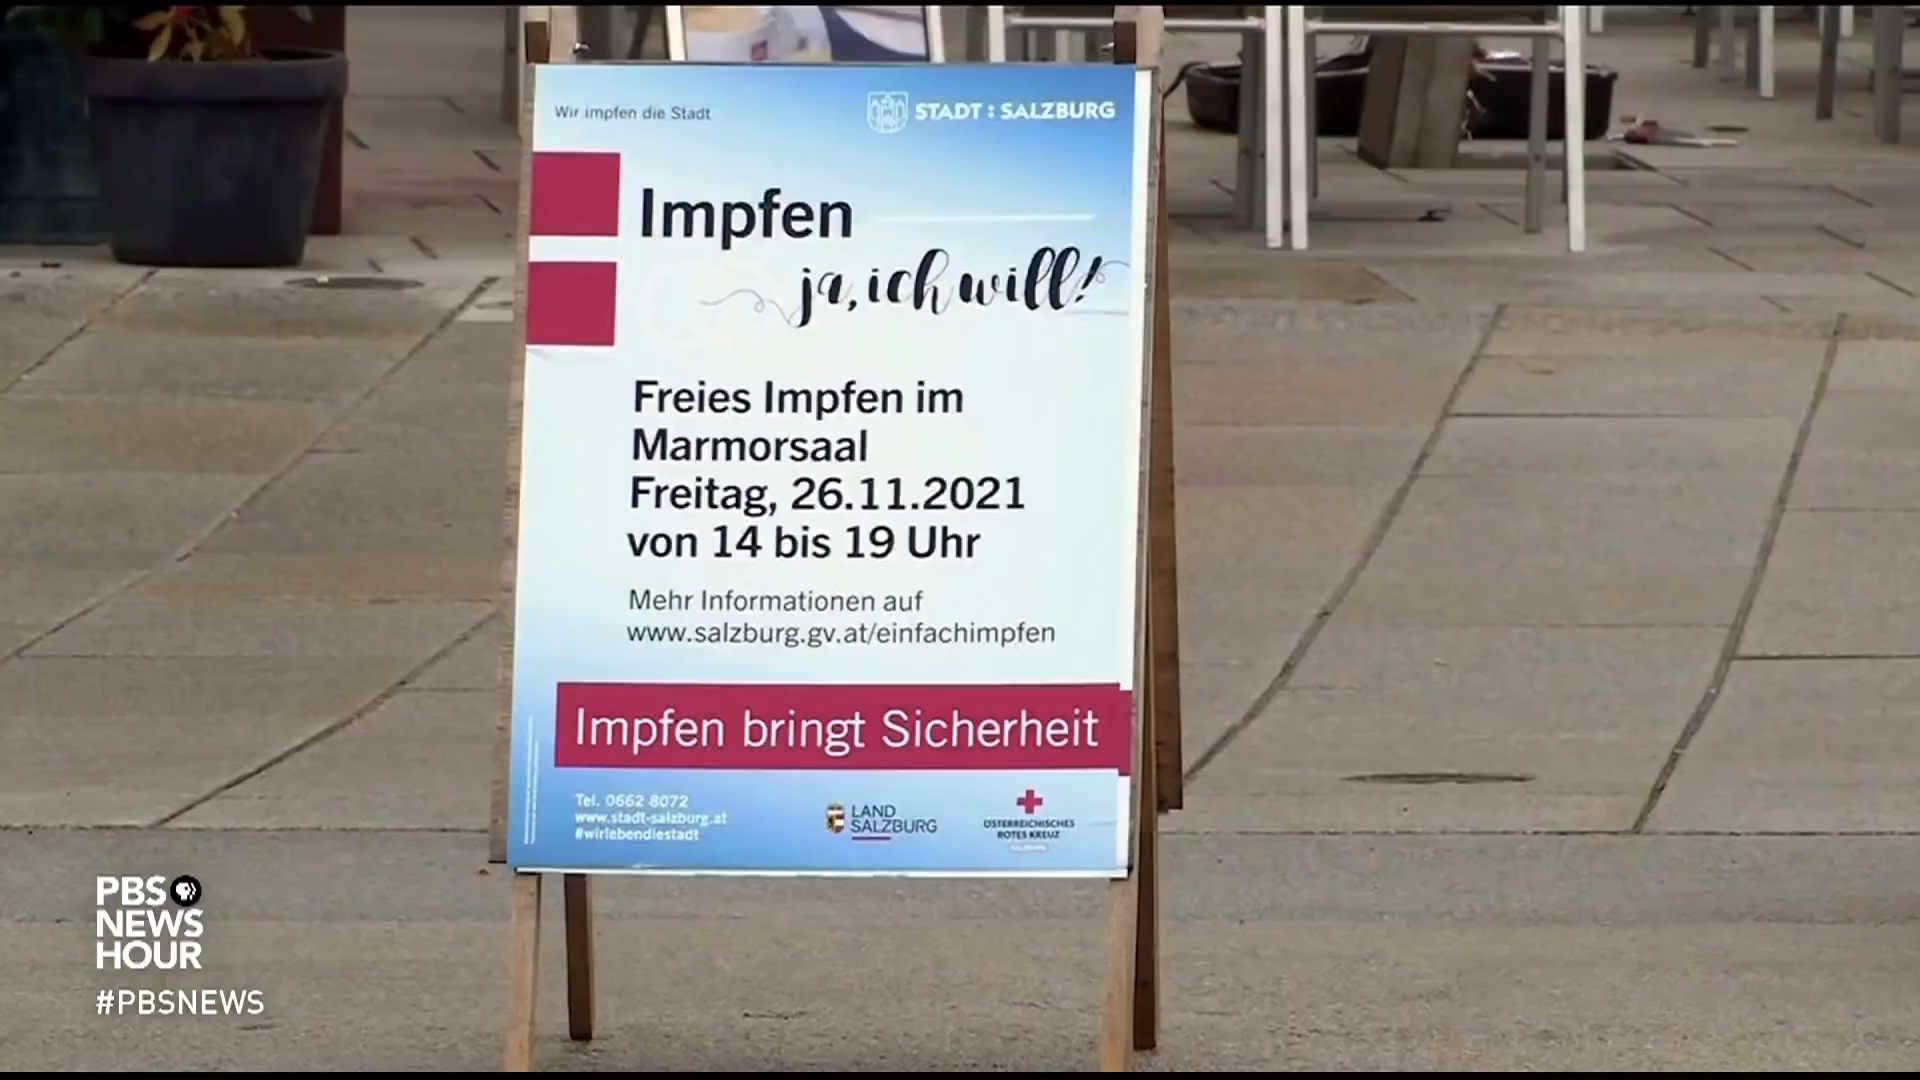 Wir impfen die Stadt
STADT : SALZBURG
Impfen
ja, ich will!
Freies Impfen im
Marmorsaal
Freitag, 26.11.2021
von 14 bis 19 Uhr
Mehr Informationen auf
www.salzburg.gv.at/einfachimpfen
Impfen bringt Sicherheit
Tel. 0662 8072
www.stadt-salzburg.at
#wirlebendiestadt
LAND
SALZBURG
ÖSTERREICHISCHES
ROTES KREUZ
PBS
NEWS
HOUR
#PBSNEWS